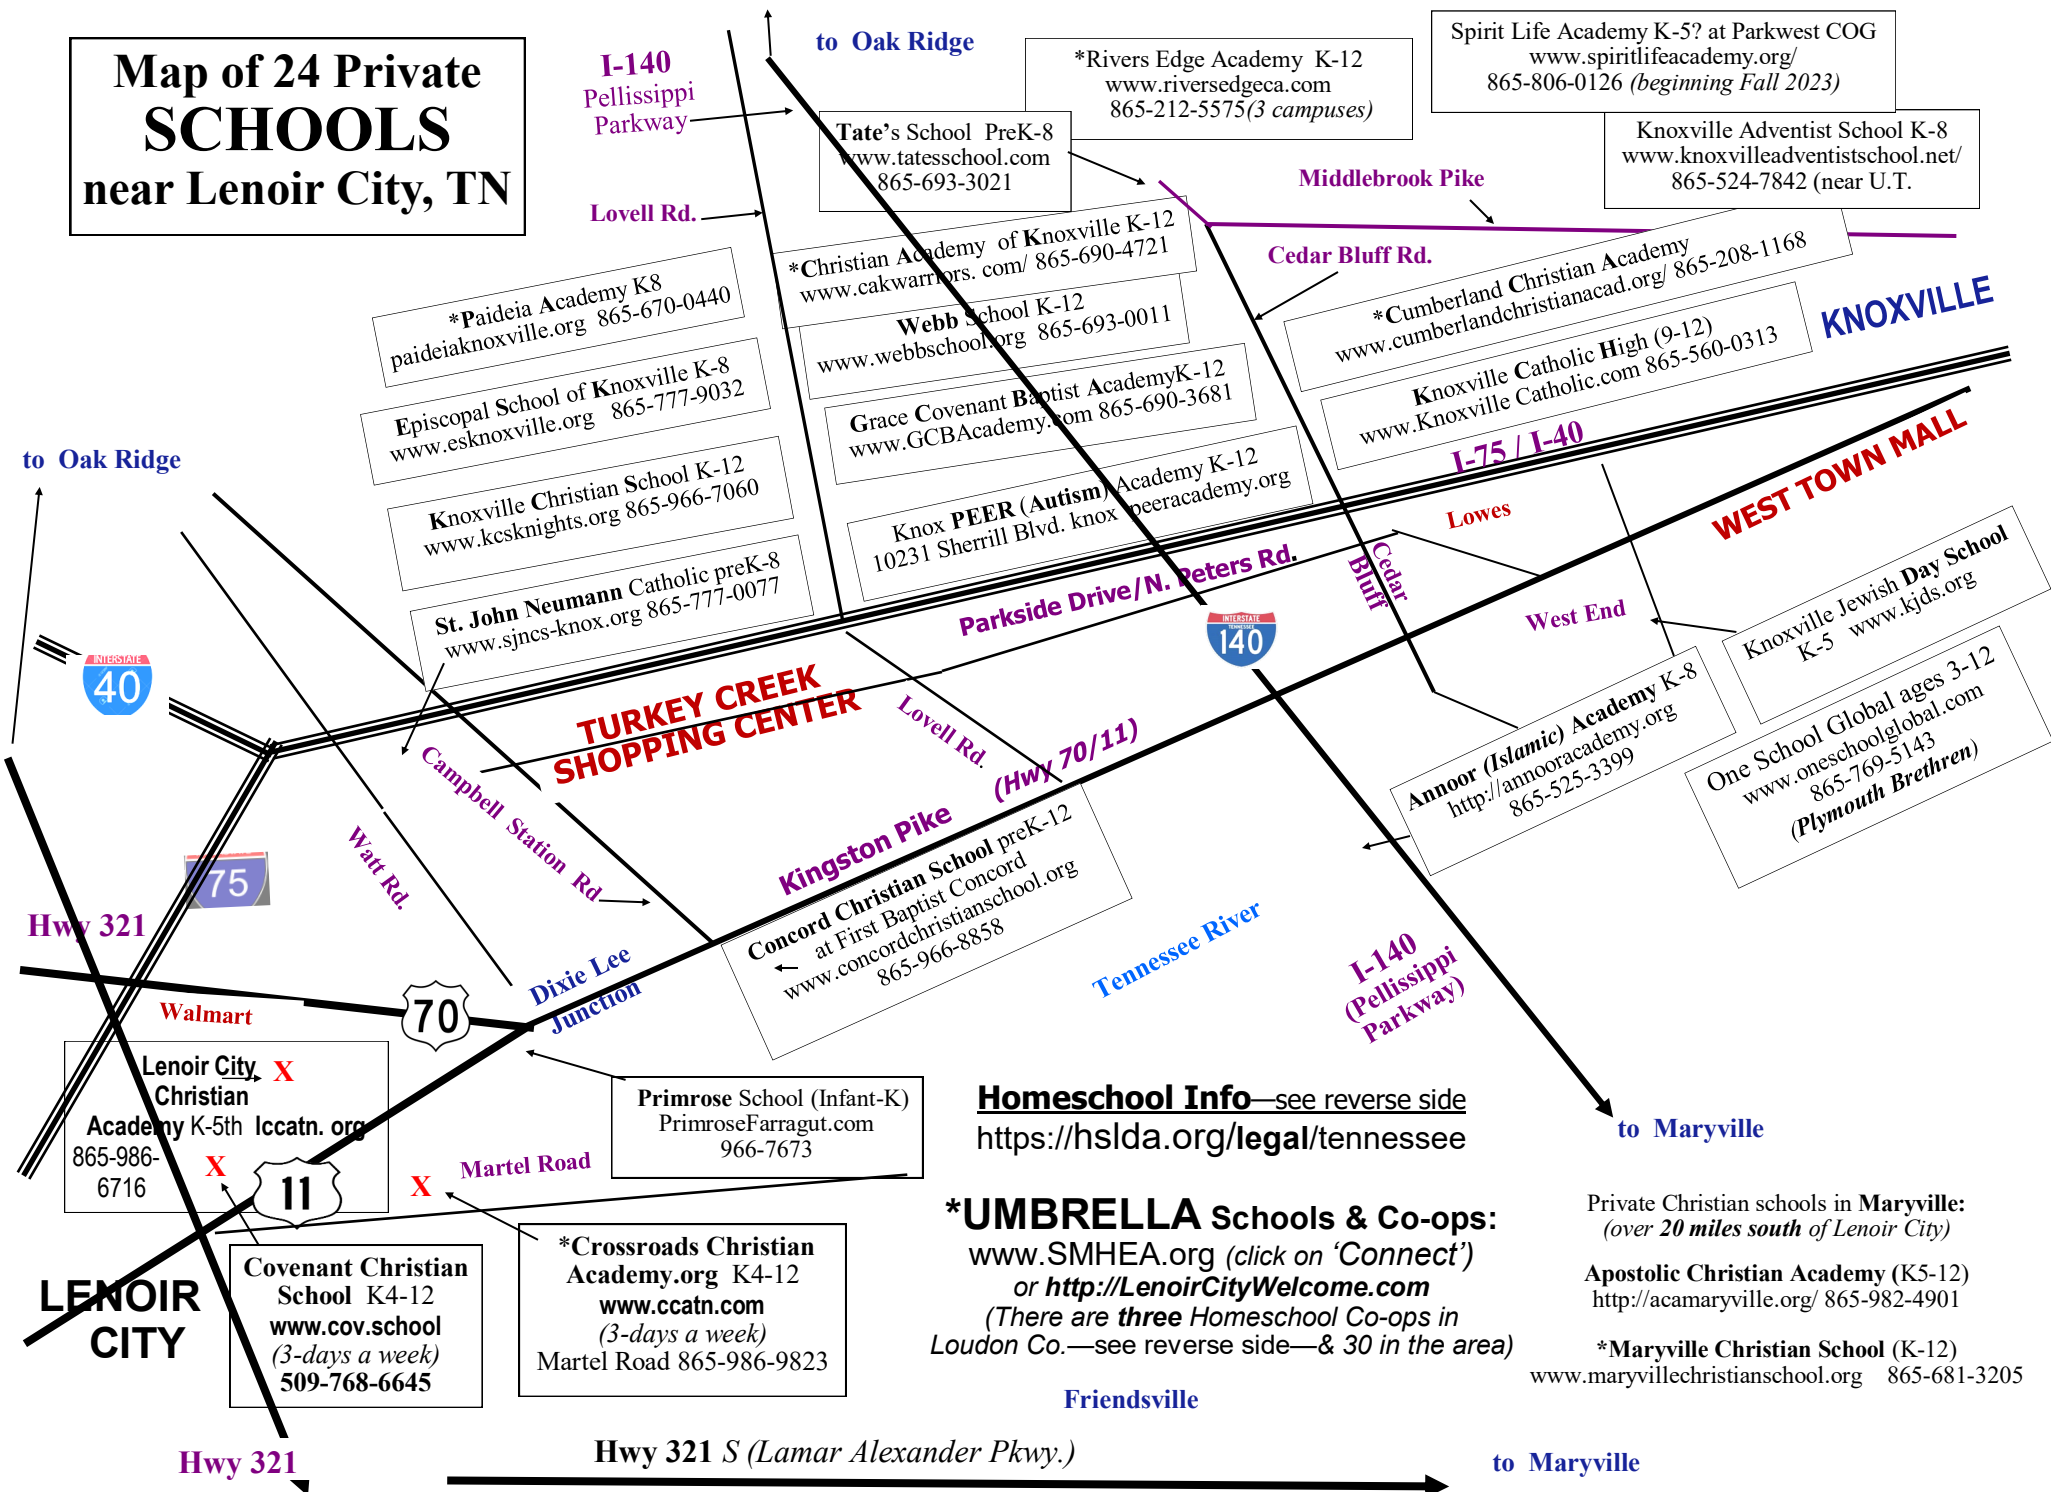 Map of 24 Private
SCHOOLS
near Lenoir City, TN
I-140
Pellissippi
Parkway
to  Oak Ridge
*Rivers Edge Academy  K-12
www.riversedgeca.com
865-212-5575(3 campuses)
Spirit Life Academy K-5? at Parkwest COG
www.spiritlifeacademy.org/
865-806-0126 (beginning Fall 2023)
Tate's School  PreK-8
www.tatesschool.com
865-693-3021
Knoxville Adventist School K-8
www.knoxvilleadventistschool.net/
865-524-7842 (near U.T.
Middlebrook Pike
Lovell Rd.
Cedar Bluff Rd.
*Christian Academy  of Knoxville K-12
www.cakwarriors. com/ 865-690-4721
*Cumberland Christian Academy
www.cumberlandchristianacad.org/ 865-208-1168
*Paideia Academy K8
paideiaknoxville.org  865-670-0440
Webb School K-12
www.webbschool.org  865-693-0011
Knoxville Catholic High (9-12)
www.Knoxville Catholic.com 865-560-0313
KNOXVILLE
Episcopal School of Knoxville K-8
www.esknoxville.org   865-777-9032
Grace Covenant Baptist AcademyK-12
www.GCBAcademy.com 865-690-3681
I-75 / I-40
WEST TOWN MALL
to  Oak Ridge
Knoxville Christian School K-12
www.kcsknights.org 865-966-7060
Knox PEER (Autism) Academy K-12
10231 Sherrill Blvd. knox peeracademy.org
Lowes
St. John Neumann Catholic preK-8
www.sjncs-knox.org 865-777-0077
Parkside Drive/N. Peters Rd.
Cedar
Bluff
West End
Knoxville Jewish Day School
K-5   www.kjds.org
INTERSTATE
TENNESSEE
140
INTERSTATE
40
TURKEY CREEK
SHOPPING CENTER
Lovell Rd.
(Hwy 70/11)
Annoor (Islamic) Academy K-8
http://annooracademy.org
865-525-3399
One School Global ages 3-12
www.oneschoolglobal.com
865-769-5143
(Plymouth Brethren)
Campbell  Station  Rd.
Watt Rd.
75
Kingston Pike
Concord Christian School preK-12
at First Baptist Concord
www.concordchristianschool.org
865-966-8858
Hwy 321
Tennessee River
I-140
(Pellissippi
Parkway)
Dixie Lee
Junction
Walmart
70
Lenoir City
Christian
Academy K-5th  lccatn. org
865-986-
6716
X
X
11
X
Martel Road
Primrose School (Infant-K)
PrimroseFarragut.com
966-7673
Homeschool Info—see reverse side
https://hslda.org/legal/tennessee
to  Maryville
*UMBRELLA Schools & Co-ops:
www.SMHEA.org (click on 'Connect')
or http://LenoirCityWelcome.com
(There are three Homeschool Co-ops in
Loudon Co.—see reverse side—& 30 in the area)
Private Christian schools in Maryville:
(over 20 miles south of Lenoir City)
Apostolic Christian Academy (K5-12)
http://acamaryville.org/ 865-982-4901
*Maryville Christian School (K-12)
www.maryvillechristianschool.org    865-681-3205
LENOIR
CITY
Covenant Christian
School  K4-12
www.cov.school
(3-days a week)
509-768-6645
*Crossroads Christian
Academy.org  K4-12
www.ccatn.com
(3-days a week)
Martel Road 865-986-9823
Friendsville
Hwy 321
Hwy 321 S (Lamar Alexander Pkwy.)
to  Maryville